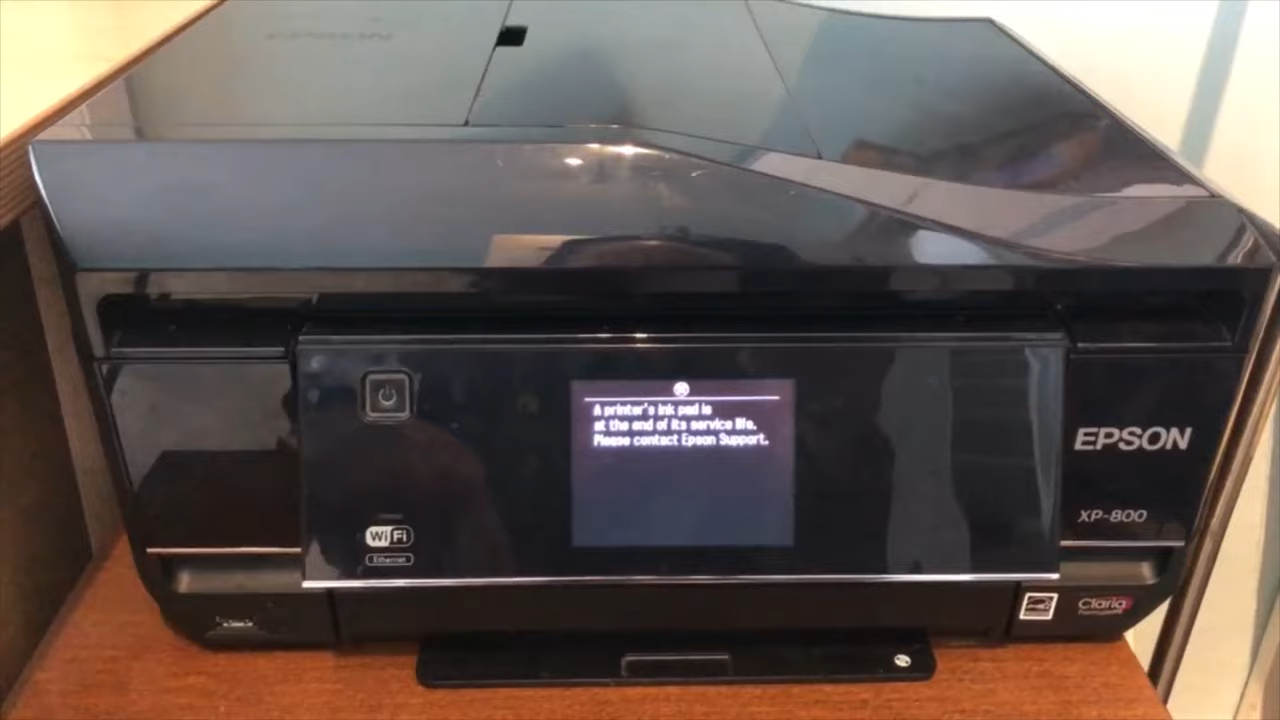 EPSON
A printer's ink pad is
at the end of its service life.
Please contact Epson Support.
EPSON
XP-800
WiFi
Ethernet
Claria